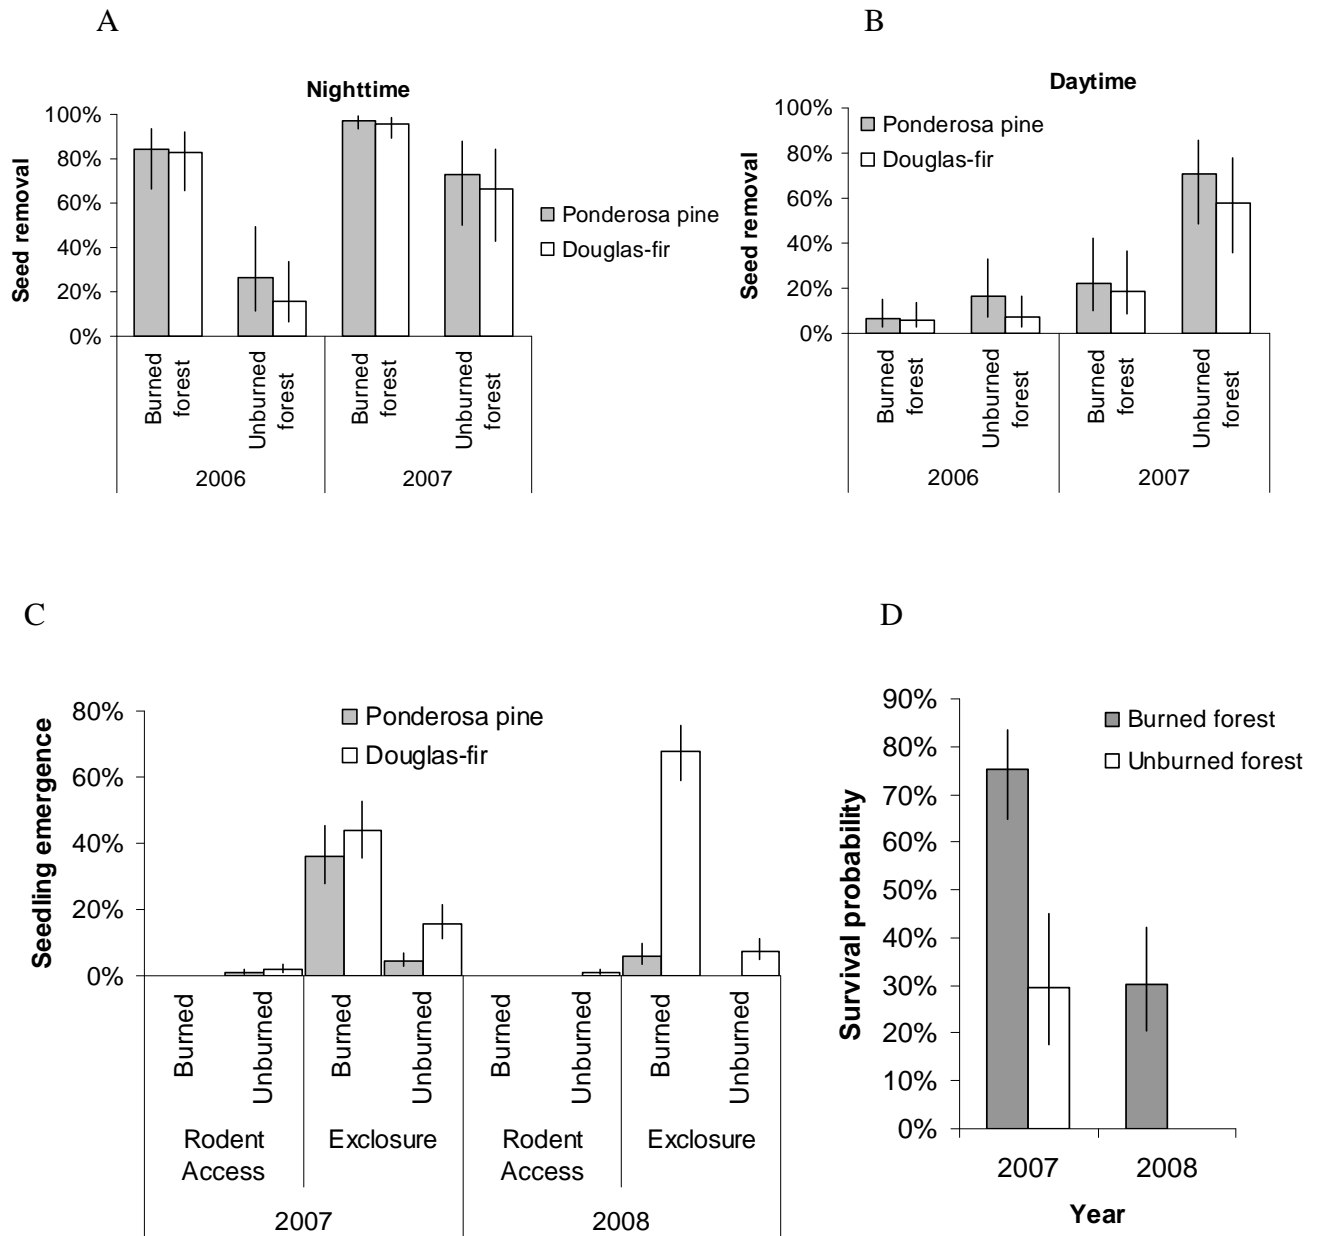 A
Nighttime
Seed removal
100%
80%
60%
40%
20%
0%
Ponderosa pine
Douglas-fir
Burned
forest
Unburned
forest
Burned
forest
Unburned
forest
2006
2007
B
Daytime
Seed removal
100%
80%
60%
40%
20%
0%
Ponderosa pine
Douglas-fir
Burned
forest
Unburned
forest
Burned
forest
Unburned
forest
2006
2007
C
Seedling emergence
80%
60%
40%
20%
0%
Ponderosa pine
Douglas-fir
Burned
Unburned
Burned
Unburned
Burned
Unburned
Burned
Unburned
Rodent
Access
Exclosure
Rodent
Access
Exclosure
2007
2008
D
Survival probability
90%
80%
70%
60%
50%
40%
30%
20%
10%
0%
Burned forest
Unburned forest
2007
2008
Year